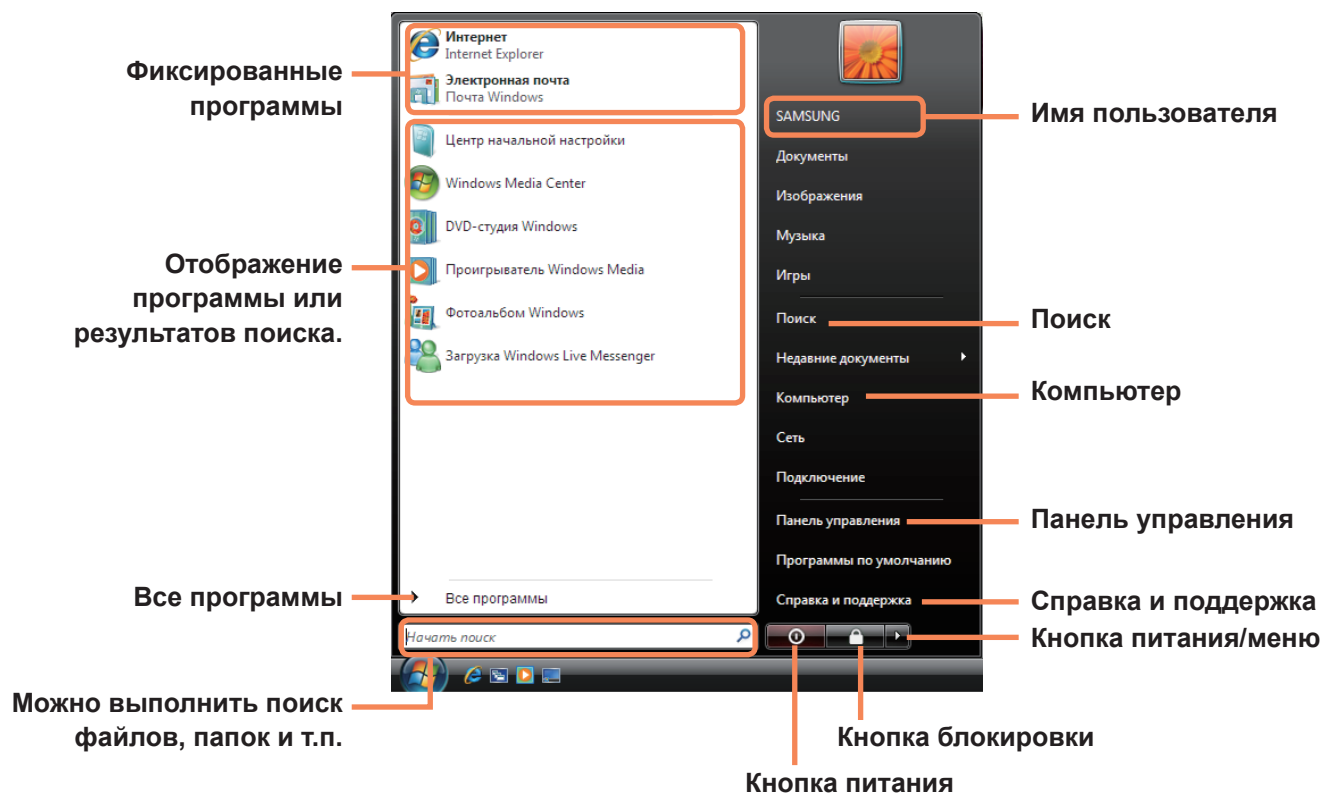 Фиксированные
программы
Отображение
программы или
результатов поиска.
Все программы
Можно выполнить поиск
файлов, папок и т.п.
Интернет
Internet Explorer
Электронная почта
Почта Windows
Центр начальной настройки
Windows Media Center
DVD-студия Windows
Проигрыватель Windows Media
Фотоальбом Windows
Загрузка Windows Live Messenger
Все программы
Начать поиск
SAMSUNG
Документы
Изображения
Музыка
Игры
Поиск
Недавние документы
Компьютер
Сеть
Подключение
Панель управления
Программы по умолчанию
Справка и поддержка
Имя пользователя
Поиск
Компьютер
Панель управления
Справка и поддержка
Кнопка питания/меню
Кнопка блокировки
Кнопка питания